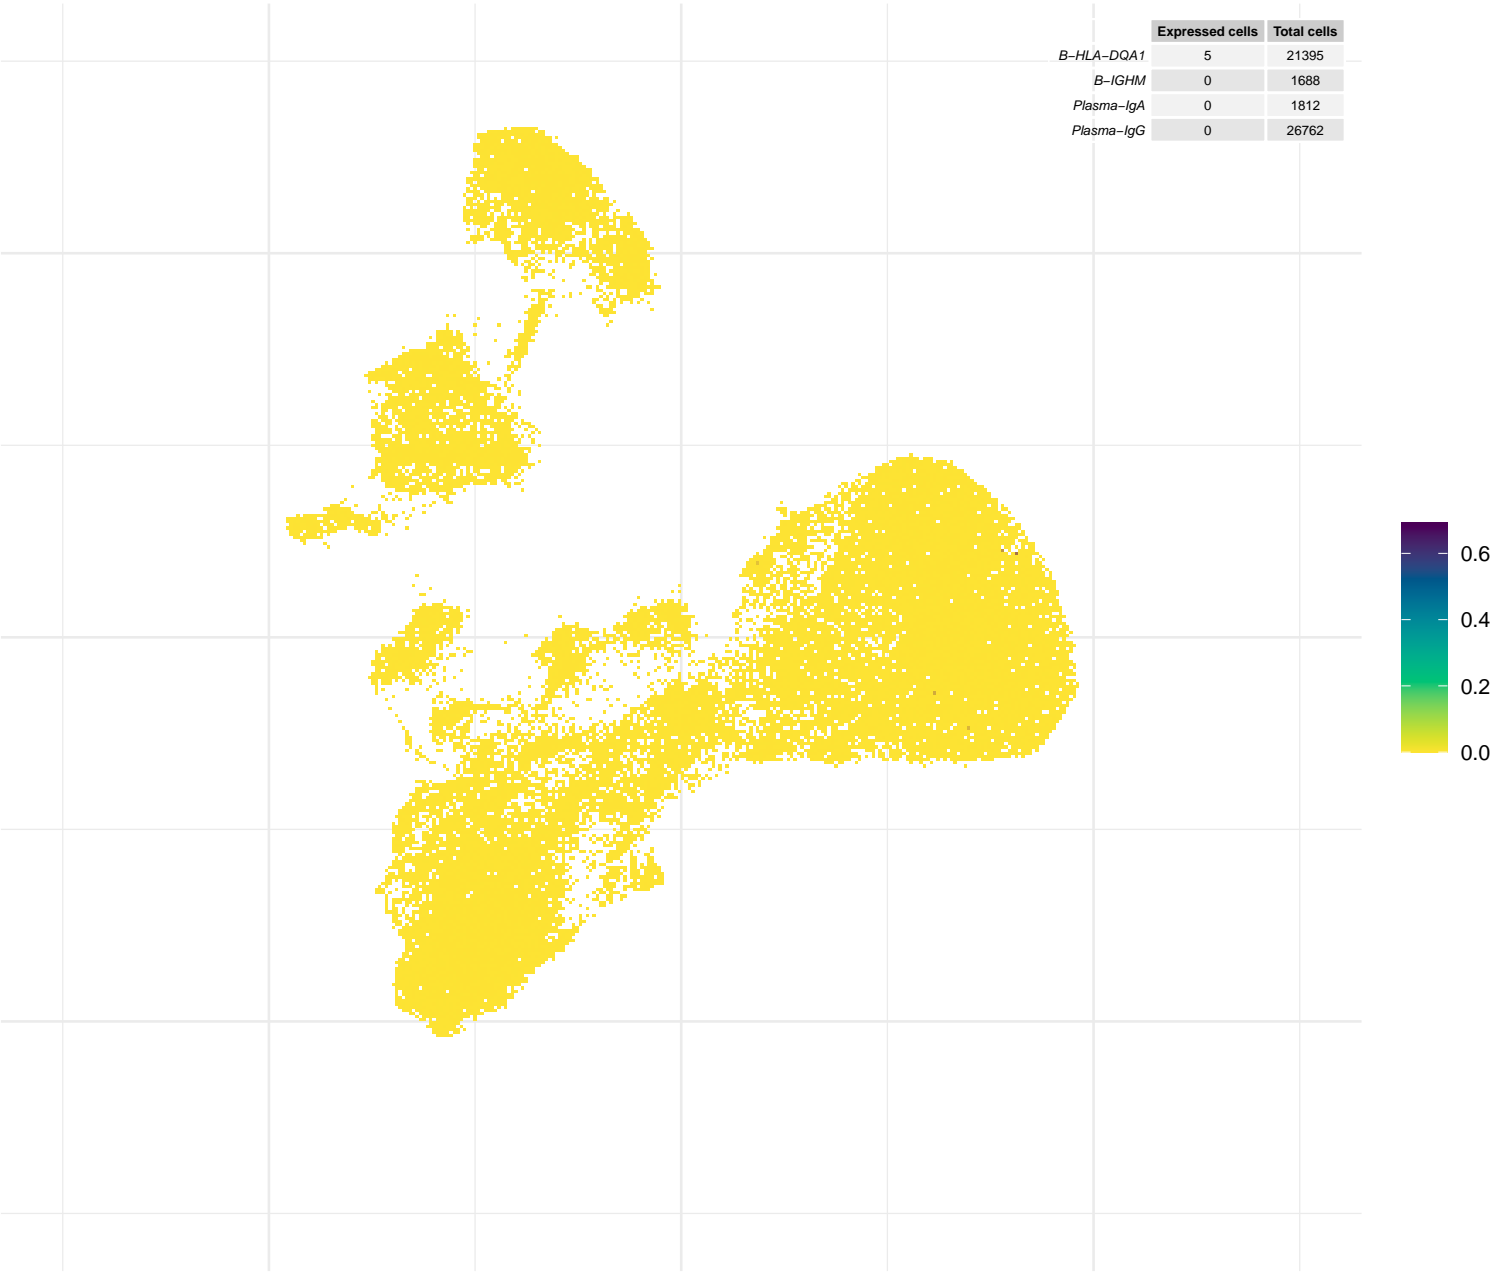 Expressed cells Total cells
B−HLA−DQA1 5 21395
B−IGHM 0 1688
Plasma−IgA 0 1812
Plasma−IgG 0 26762
0.6
0.4
0.2
0.0